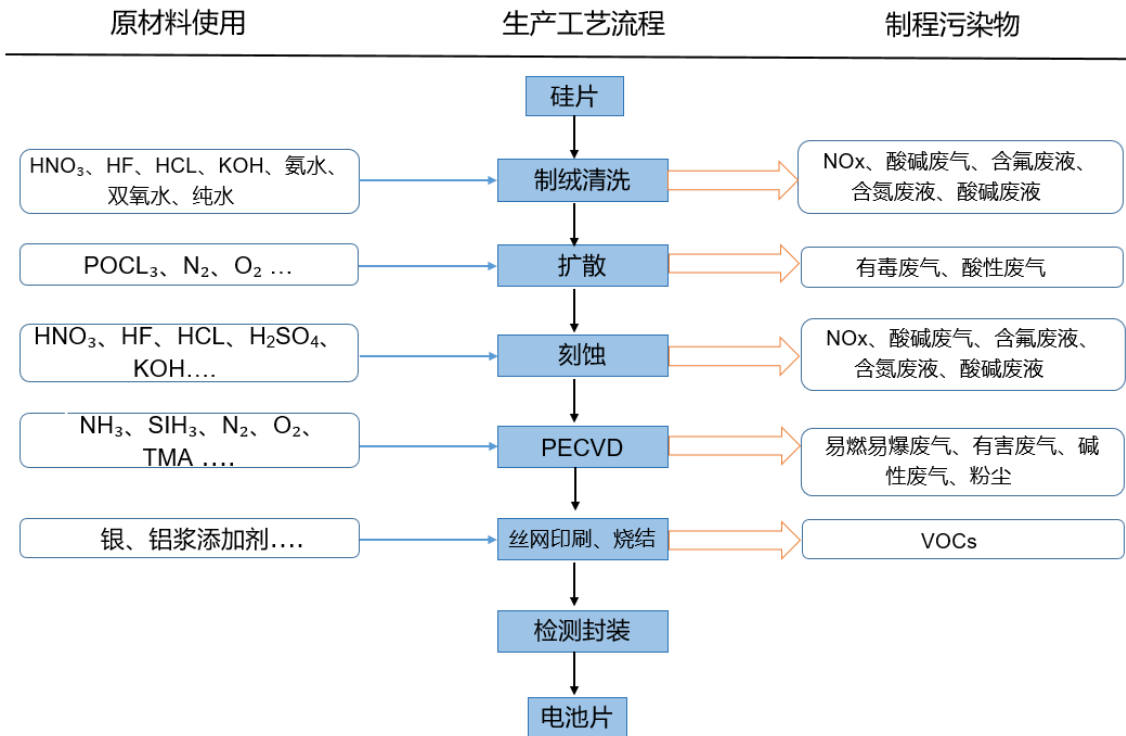 原材料使用
生产工艺流程
制程污染物
硅片
HNO₃、HF、HCL、KOH、氨水、
双氧水、纯水
制绒清洗
NOx、酸碱废气、含氟废液、
含氮废液、酸碱废液
POCL₃、N₂、O₂ …
扩散
有毒废气、酸性废气
HNO₃、HF、HCL、H₂SO₄、
KOH….
刻蚀
NOx、酸碱废气、含氟废液、
含氮废液、酸碱废液
NH₃、SIH₃、N₂、O₂、
TMA ….
PECVD
易燃易爆废气、有害废气、碱
性废气、粉尘
银、铝浆添加剂….
丝网印刷、烧结
VOCs
检测封装
电池片